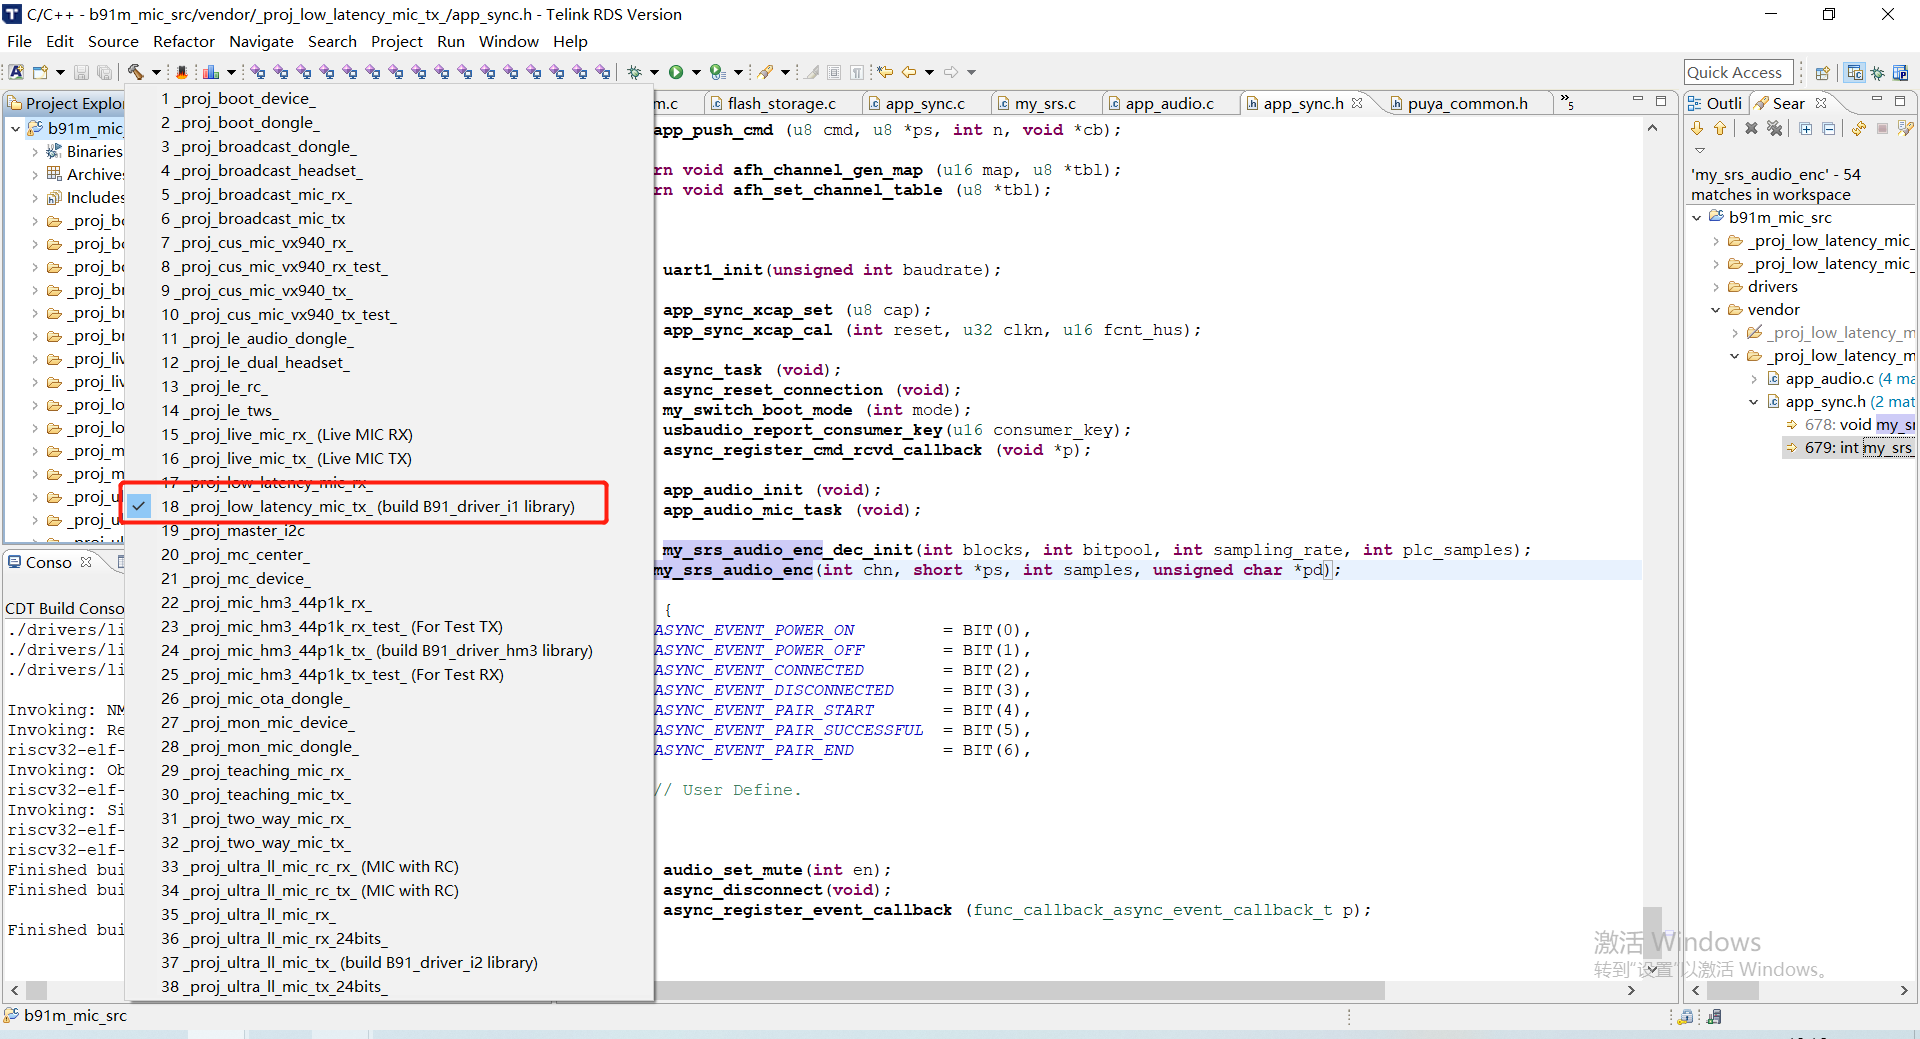 C/C++ - b91m_mic_src/vendor/_proj_low_latency_mic_tx_/app_sync.h - Telink RDS Version
File Edit Source Refactor Navigate Search Project Run Window Help
Quick Access
Project Explo
b91m_mic_
Binaries
Archives
Includes
_proj_bo
_proj_bo
_proj_bo
_proj_br
_proj_br
_proj_br
_proj_liv
_proj_liv
_proj_lo
_proj_lo
_proj_m
_proj_m
_proj_u
_proj_u
Conso
CDT Build Conso
./drivers/li
./drivers/li
./drivers/li
Invoking: NM
Invoking: Re
riscv32-elf-
Invoking: Ob
riscv32-elf-
Invoking: Si
riscv32-elf-
riscv32-elf-
Finished bui
Finished bui
Finished bui
1 _proj_boot_device_
2 _proj_boot_dongle_
3 _proj_broadcast_dongle_
4 _proj_broadcast_headset_
5 _proj_broadcast_mic_rx_
6 _proj_broadcast_mic_tx
7 _proj_cus_mic_vx940_rx_
8 _proj_cus_mic_vx940_rx_test_
9 _proj_cus_mic_vx940_tx_
10 _proj_cus_mic_vx940_tx_test_
11 _proj_le_audio_dongle_
12 _proj_le_dual_headset_
13 _proj_le_rc_
14 _proj_le_tws_
15 _proj_live_mic_rx_ (Live MIC RX)
16 _proj_live_mic_tx_ (Live MIC TX)
17 _proj_low_latency_mic_rx_
18 _proj_low_latency_mic_tx_ (build B91_driver_i1 library)
19 _proj_master_i2c
20 _proj_mc_center_
21 _proj_mc_device_
22 _proj_mic_hm3_44p1k_rx_
23 _proj_mic_hm3_44p1k_rx_test_ (For Test TX)
24 _proj_mic_hm3_44p1k_tx_ (build B91_driver_hm3 library)
25 _proj_mic_hm3_44p1k_tx_test_ (For Test RX)
26 _proj_mic_ota_dongle_
27 _proj_mon_mic_device_
28 _proj_mon_mic_dongle_
29 _proj_teaching_mic_rx_
30 _proj_teaching_mic_tx_
31 _proj_two_way_mic_rx_
32 _proj_two_way_mic_tx_
33 _proj_ultra_ll_mic_rc_rx_ (MIC with RC)
34 _proj_ultra_ll_mic_rc_tx_ (MIC with RC)
35 _proj_ultra_ll_mic_rx_
36 _proj_ultra_ll_mic_rx_24bits_
37 _proj_ultra_ll_mic_tx_ (build B91_driver_i2 library)
38 _proj_ultra_ll_mic_tx_24bits_
m.c flash_storage.c app_sync.c my_srs.c app_audio.c app_sync.h puya_common.h »5
app_push_cmd (u8 cmd, u8 *ps, int n, void *cb);
rn void afh_channel_gen_map (u16 map, u8 *tbl);
rn void afh_set_channel_table (u8 *tbl);
uart1_init(unsigned int baudrate);
app_sync_xcap_set (u8 cap);
app_sync_xcap_cal (int reset, u32 clkn, u16 fcnt_hus);
async_task (void);
async_reset_connection (void);
my_switch_boot_mode (int mode);
usbaudio_report_consumer_key(u16 consumer_key);
async_register_cmd_rcvd_callback (void *p);
app_audio_init (void);
app_audio_mic_task (void);
my_srs_audio_enc_dec_init(int blocks, int bitpool, int sampling_rate, int plc_samples);
my_srs_audio_enc(int chn, short *ps, int samples, unsigned char *pd);
{
ASYNC_EVENT_POWER_ON = BIT(0),
ASYNC_EVENT_POWER_OFF = BIT(1),
ASYNC_EVENT_CONNECTED = BIT(2),
ASYNC_EVENT_DISCONNECTED = BIT(3),
ASYNC_EVENT_PAIR_START = BIT(4),
ASYNC_EVENT_PAIR_SUCCESSFUL = BIT(5),
ASYNC_EVENT_PAIR_END = BIT(6),
// User Define.
audio_set_mute(int en);
async_disconnect(void);
async_register_event_callback (func_callback_async_event_callback_t p);
Outli Sear
'my_srs_audio_enc' - 54
matches in workspace
b91m_mic_src
_proj_low_latency_mic_
_proj_low_latency_mic_
drivers
vendor
_proj_low_latency_m
_proj_low_latency_m
app_audio.c (4 ma
app_sync.h (2 mat
678: void my_sr
679: int my_srs_
激活 Windows
转到“设置”以激活 Windows。
b91m_mic_src